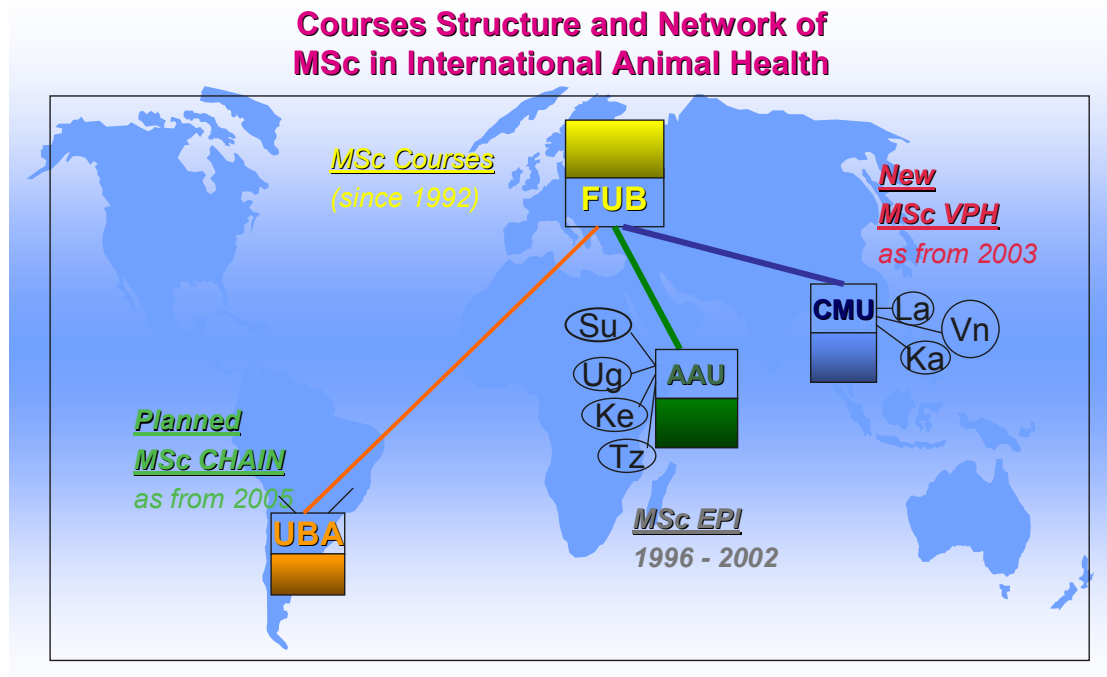 Courses Structure and Network of
MSc in International Animal Health
MSc Courses
(since 1992)
FUB
New
MSc VPH
as from 2003
CMU
La
Vn
Ka
Su
Ug
Ke
Tz
AAU
Planned
MSc CHAIN
as from 2005
UBA
MSc EPI
1996 - 2002